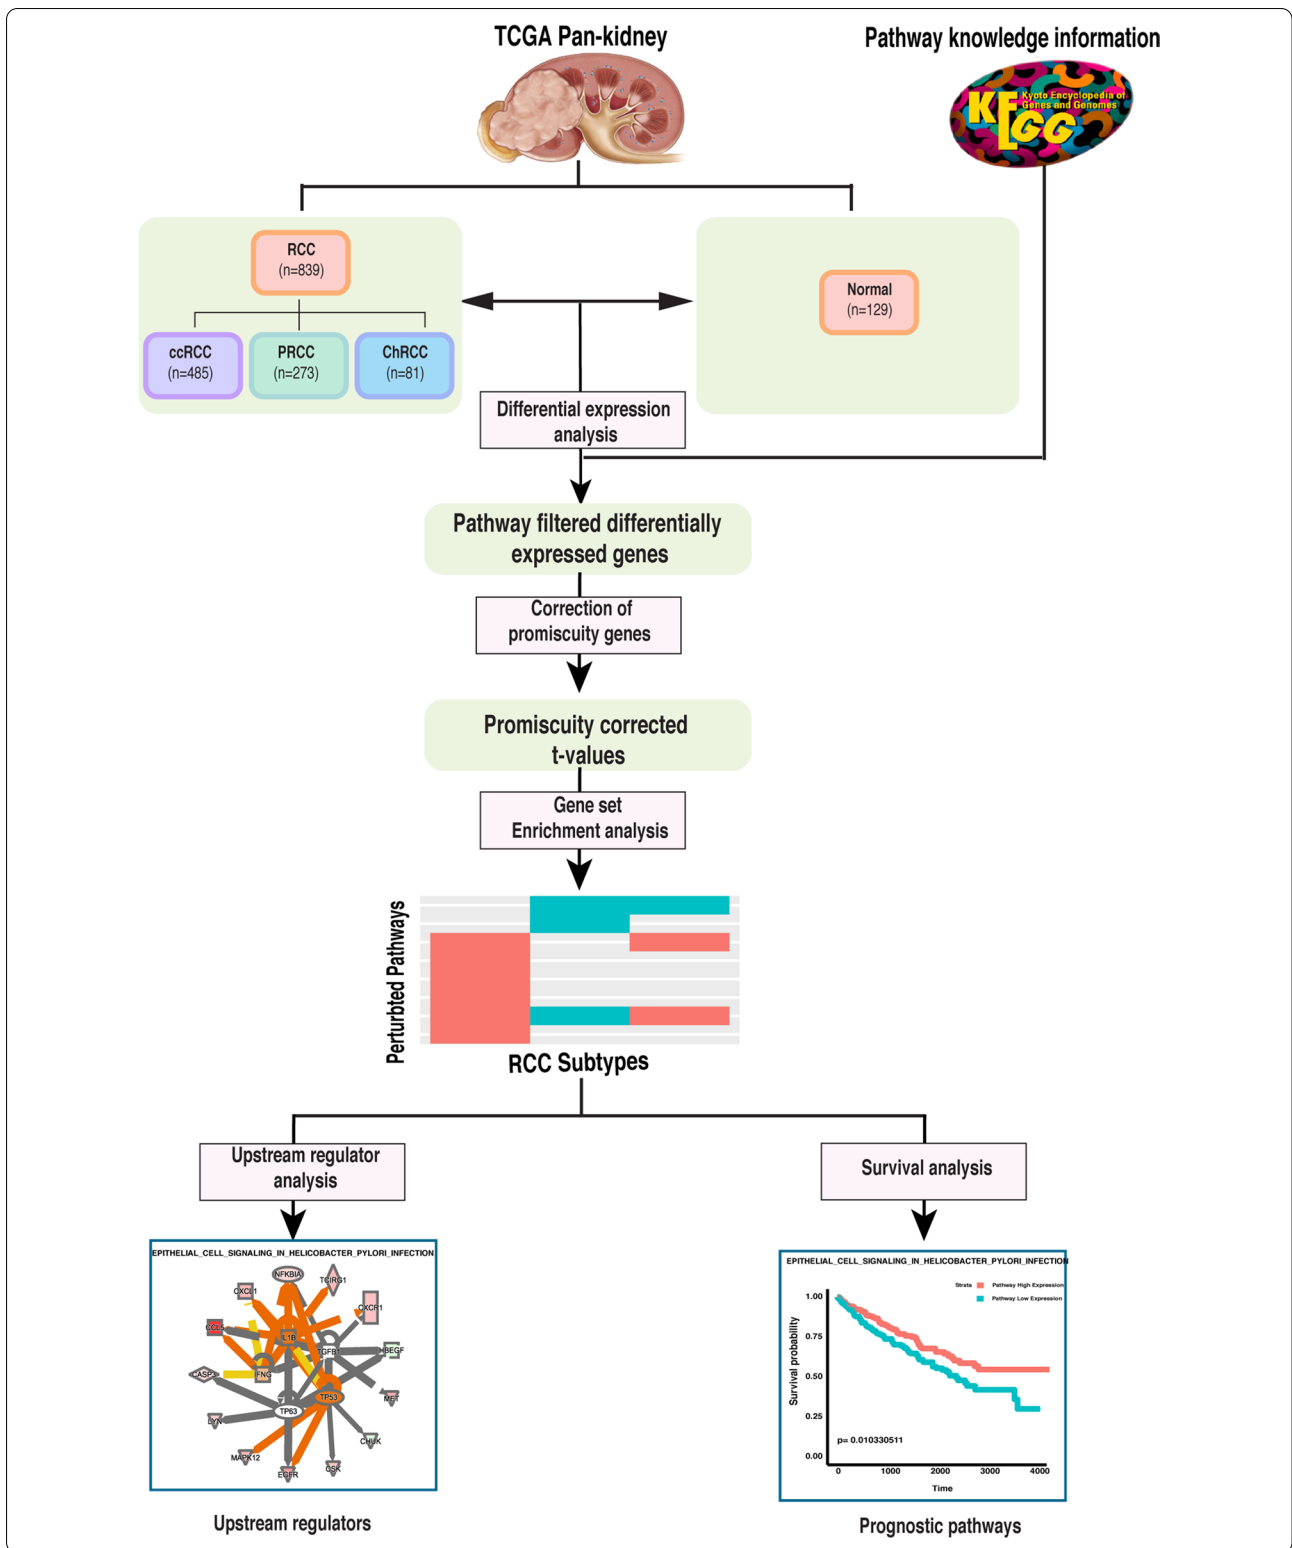 TCGA Pan-kidney
Pathway knowledge information
KEGG
Kyoto Encyclopedia of
Genes and Genomes
RCC
(n=839)
Normal
(n=129)
ccRCC
(n=485)
PRCC
(n=273)
ChRCC
(n=81)
Differential expression
analysis
Pathway filtered differentially
expressed genes
Correction of
promiscuity genes
Promiscuity corrected
t-values
Gene set
Enrichment analysis
Perturbted Pathways
RCC Subtypes
Upstream regulator
analysis
Survival analysis
EPITHELIAL_CELL_SIGNALING_IN_HELICOBACTER_PYLORI_INFECTION
NFKBIA
TCIRG1
CXCL1
CXCR1
CCL5
IL1B
TGFB1
HBEGF
CASP3
IFNG
TP53
MET
TP63
LYN
CHUK
MAPK12
EGFR
CSK
Upstream regulators
EPITHELIAL_CELL_SIGNALING_IN_HELICOBACTER_PYLORI_INFECTION
Strata Pathway High Expression
Pathway Low Expression
1.00
0.75
0.50
0.25
0.00
Survival probability
p= 0.010330511
0 1000 2000 3000 4000
Time
Prognostic pathways